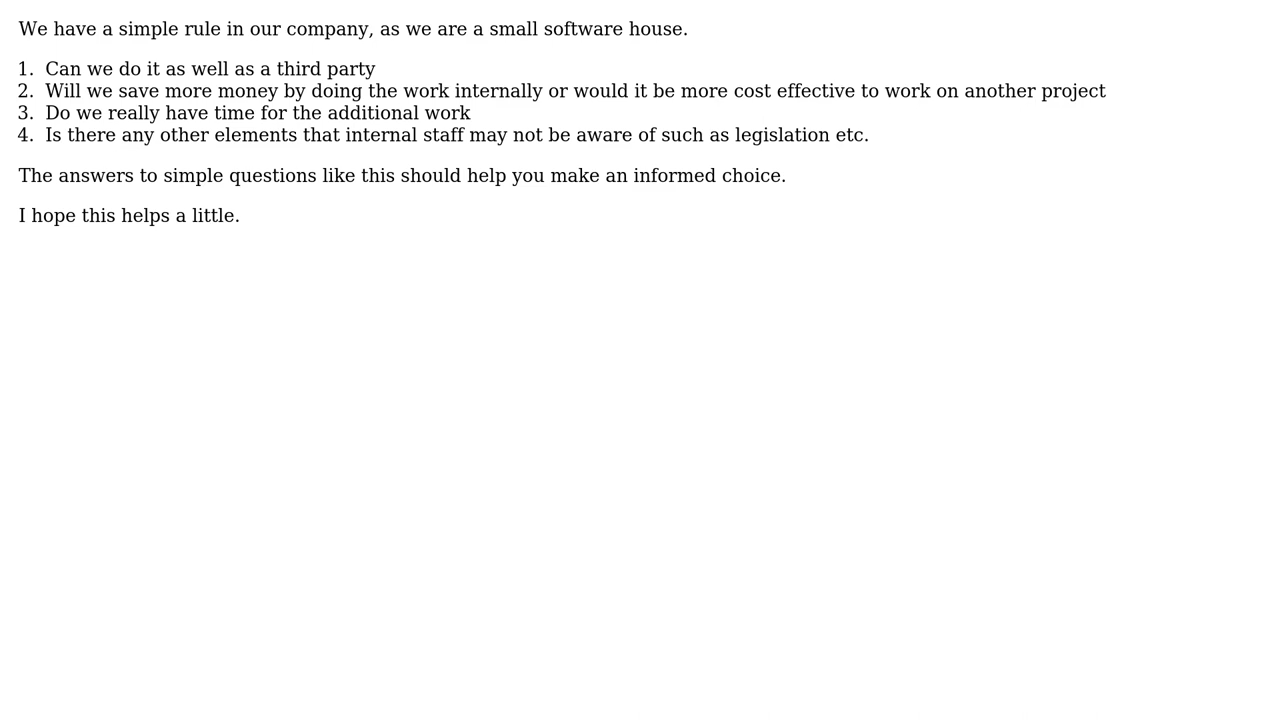 We have a simple rule in our company, as we are a small software house.
1. Can we do it as well as a third party
2. Will we save more money by doing the work internally or would it be more cost effective to work on another project
3. Do we really have time for the additional work
4. Is there any other elements that internal staff may not be aware of such as legislation etc.
The answers to simple questions like this should help you make an informed choice.
I hope this helps a little.